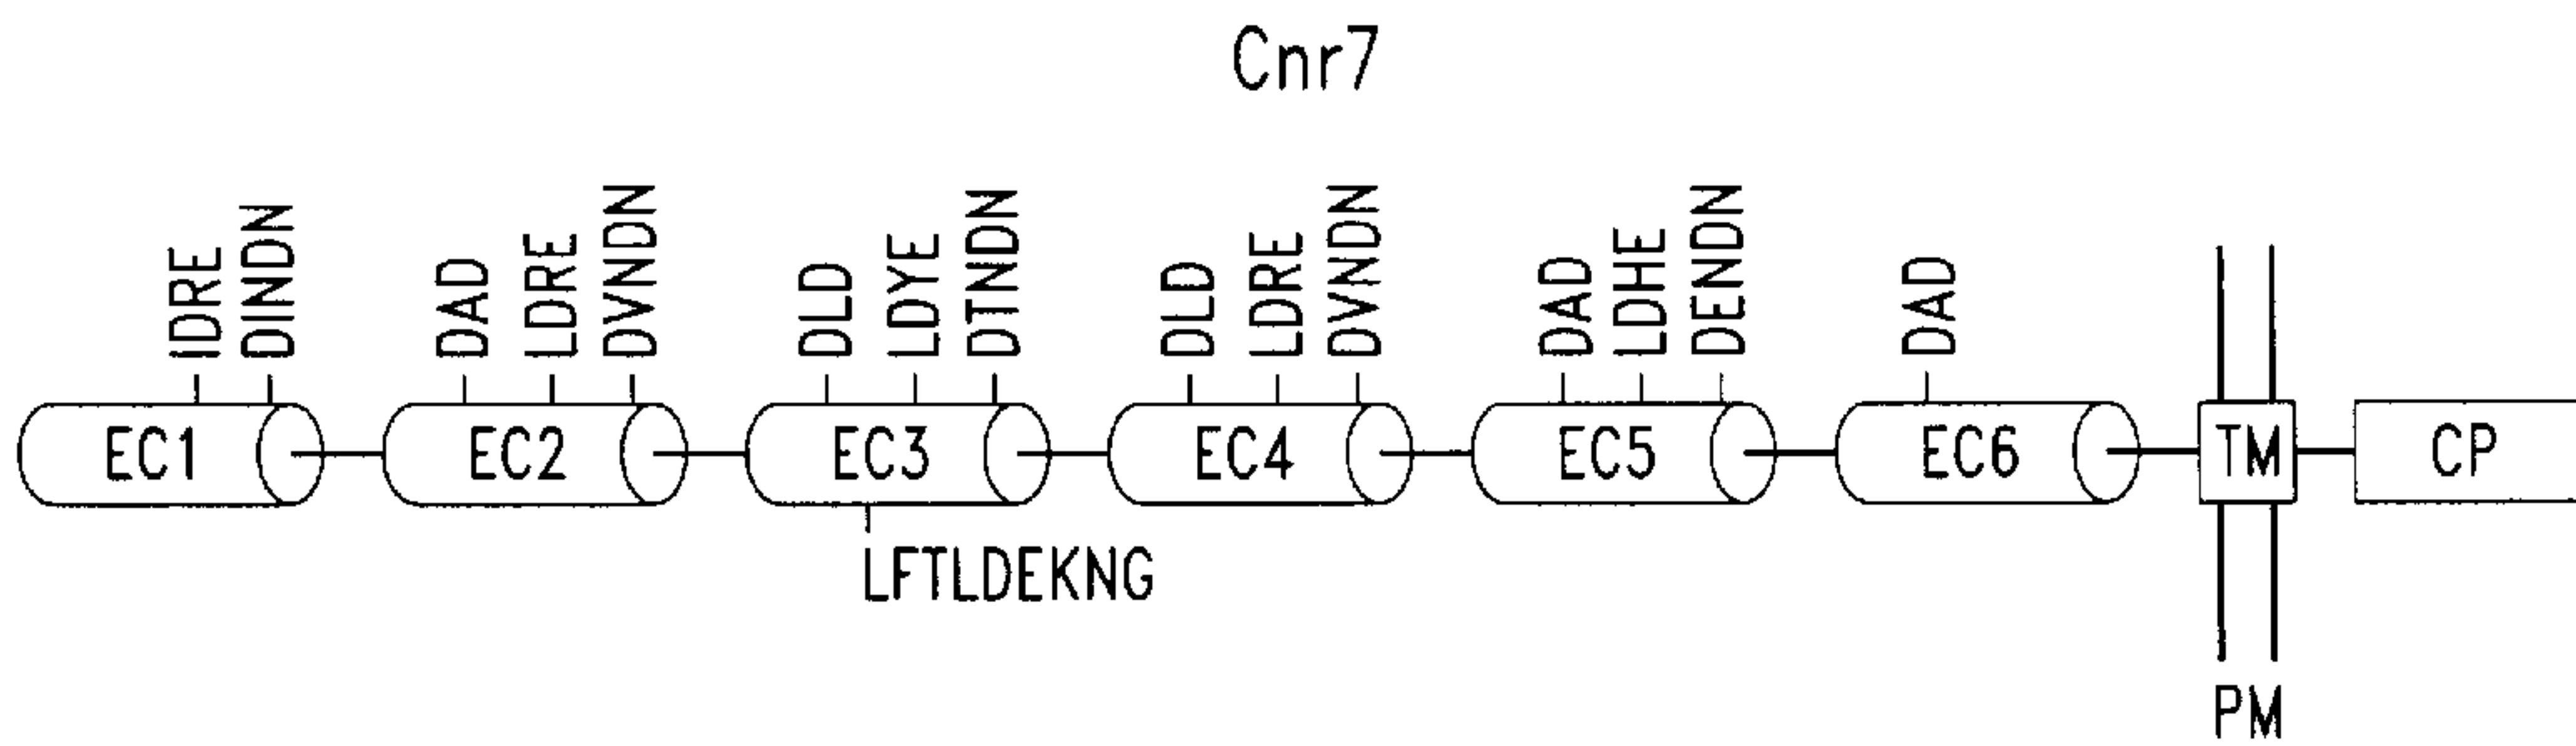 Cnr7
IDRE
DINDN
DAD
LDRE
DVNDN
DLD
LDYE
DTNDN
DLD
LDRE
DVNDN
DAD
LDHE
DENDN
DAD
EC1
EC2
EC3
EC4
EC5
EC6
TM
CP
LFTLDEKNG
PM